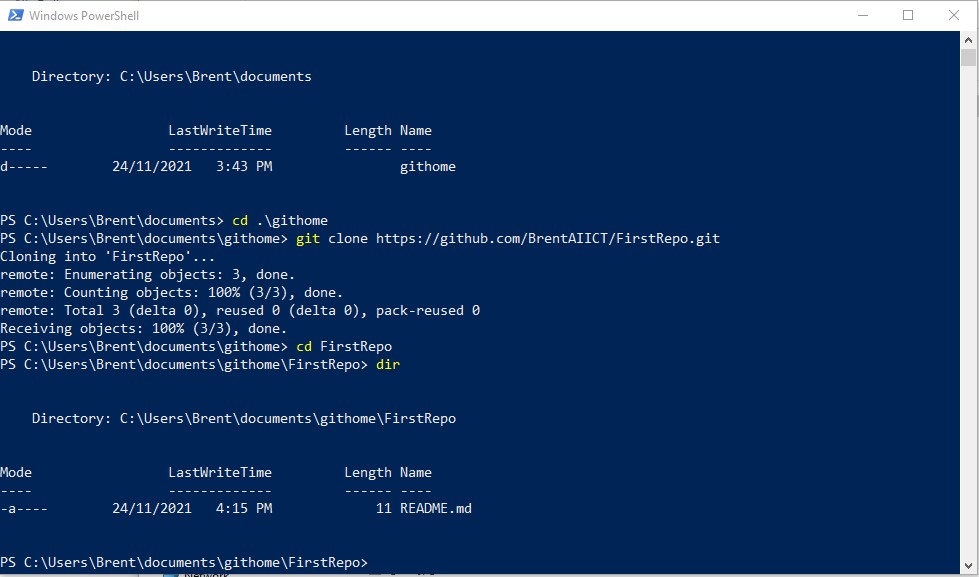 Windows PowerShell
Directory: C:\Users\Brent\documents
Mode                 LastWriteTime         Length Name
----                 -------------         ------ ----
d-----        24/11/2021   3:43 PM                githome
PS C:\Users\Brent\documents> cd .\githome
PS C:\Users\Brent\documents\githome> git clone https://github.com/BrentAIICT/FirstRepo.git
Cloning into 'FirstRepo'...
remote: Enumerating objects: 3, done.
remote: Counting objects: 100% (3/3), done.
remote: Total 3 (delta 0), reused 0 (delta 0), pack-reused 0
Receiving objects: 100% (3/3), done.
PS C:\Users\Brent\documents\githome> cd FirstRepo
PS C:\Users\Brent\documents\githome\FirstRepo> dir
Directory: C:\Users\Brent\documents\githome\FirstRepo
Mode                 LastWriteTime         Length Name
----                 -------------         ------ ----
-a----        24/11/2021   4:15 PM             11 README.md
PS C:\Users\Brent\documents\githome\FirstRepo>